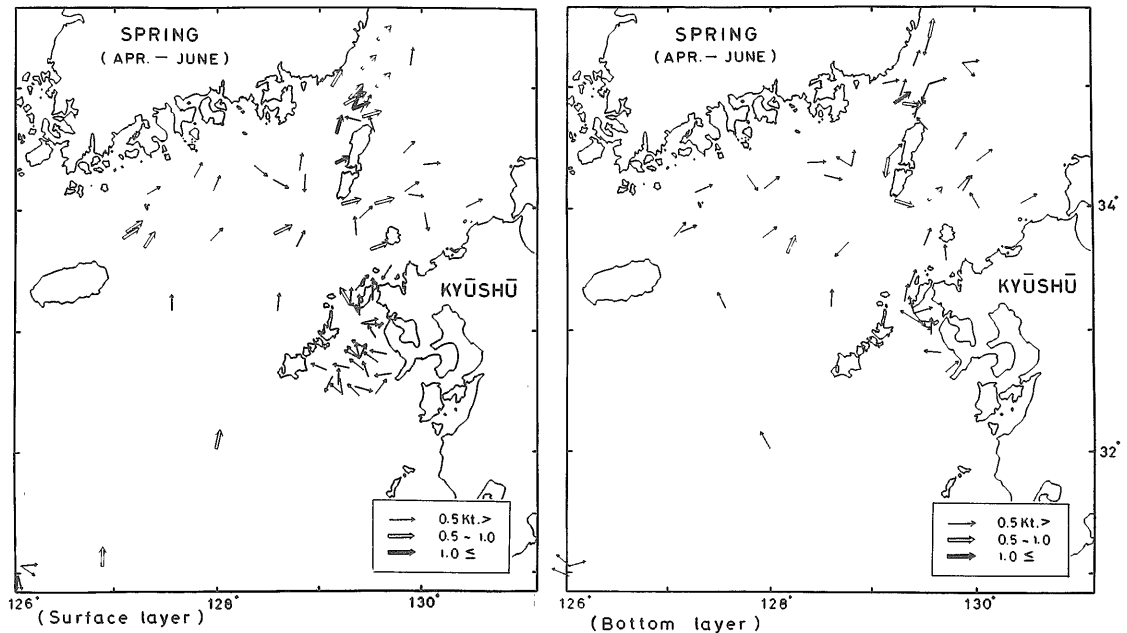 SPRING
(APR. — JUNE)
KYŪSHŪ
0.5 Kt. >
0.5 ~ 1.0
1.0 ≤
126°
128°
130°
(Surface layer)
SPRING
(APR. — JUNE)
34°
KYŪSHŪ
32°
0.5 Kt. >
0.5 ~ 1.0
1.0 ≤
126°
128°
130°
(Bottom layer)